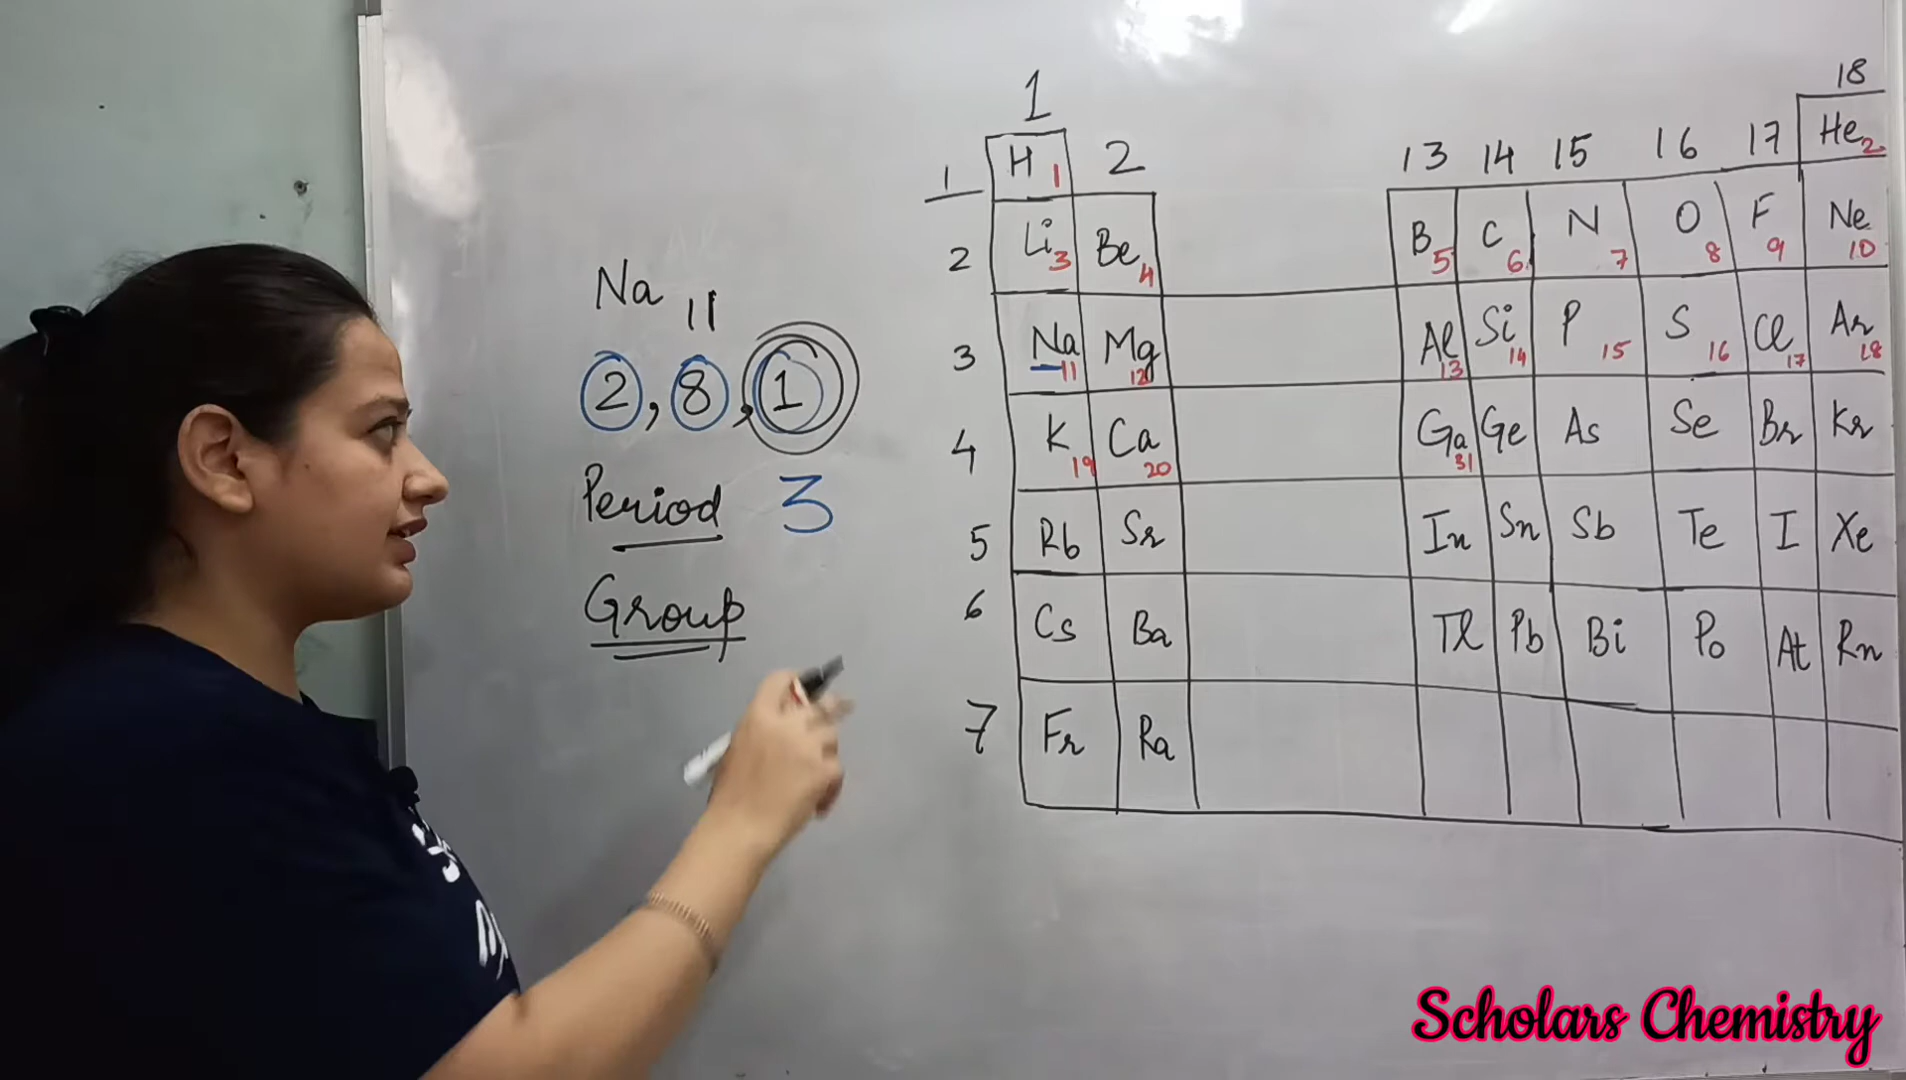 Na 11
2, 8, 1
Period 3
Group
1 18
2 13 14 15 16 17
1 H 1 He 2
2 Li 3 Be 4 B 5 C 6 N 7 O 8 F 9 Ne 10
3 Na 11 Mg 12 Al 13 Si 14 P 15 S 16 Cl 17 Ar 18
4 K 19 Ca 20 Ga 31 Ge As Se Br Kr
5 Rb Sr In Sn Sb Te I Xe
6 Cs Ba Tl Pb Bi Po At Rn
7 Fr Ra
Scholars Chemistry